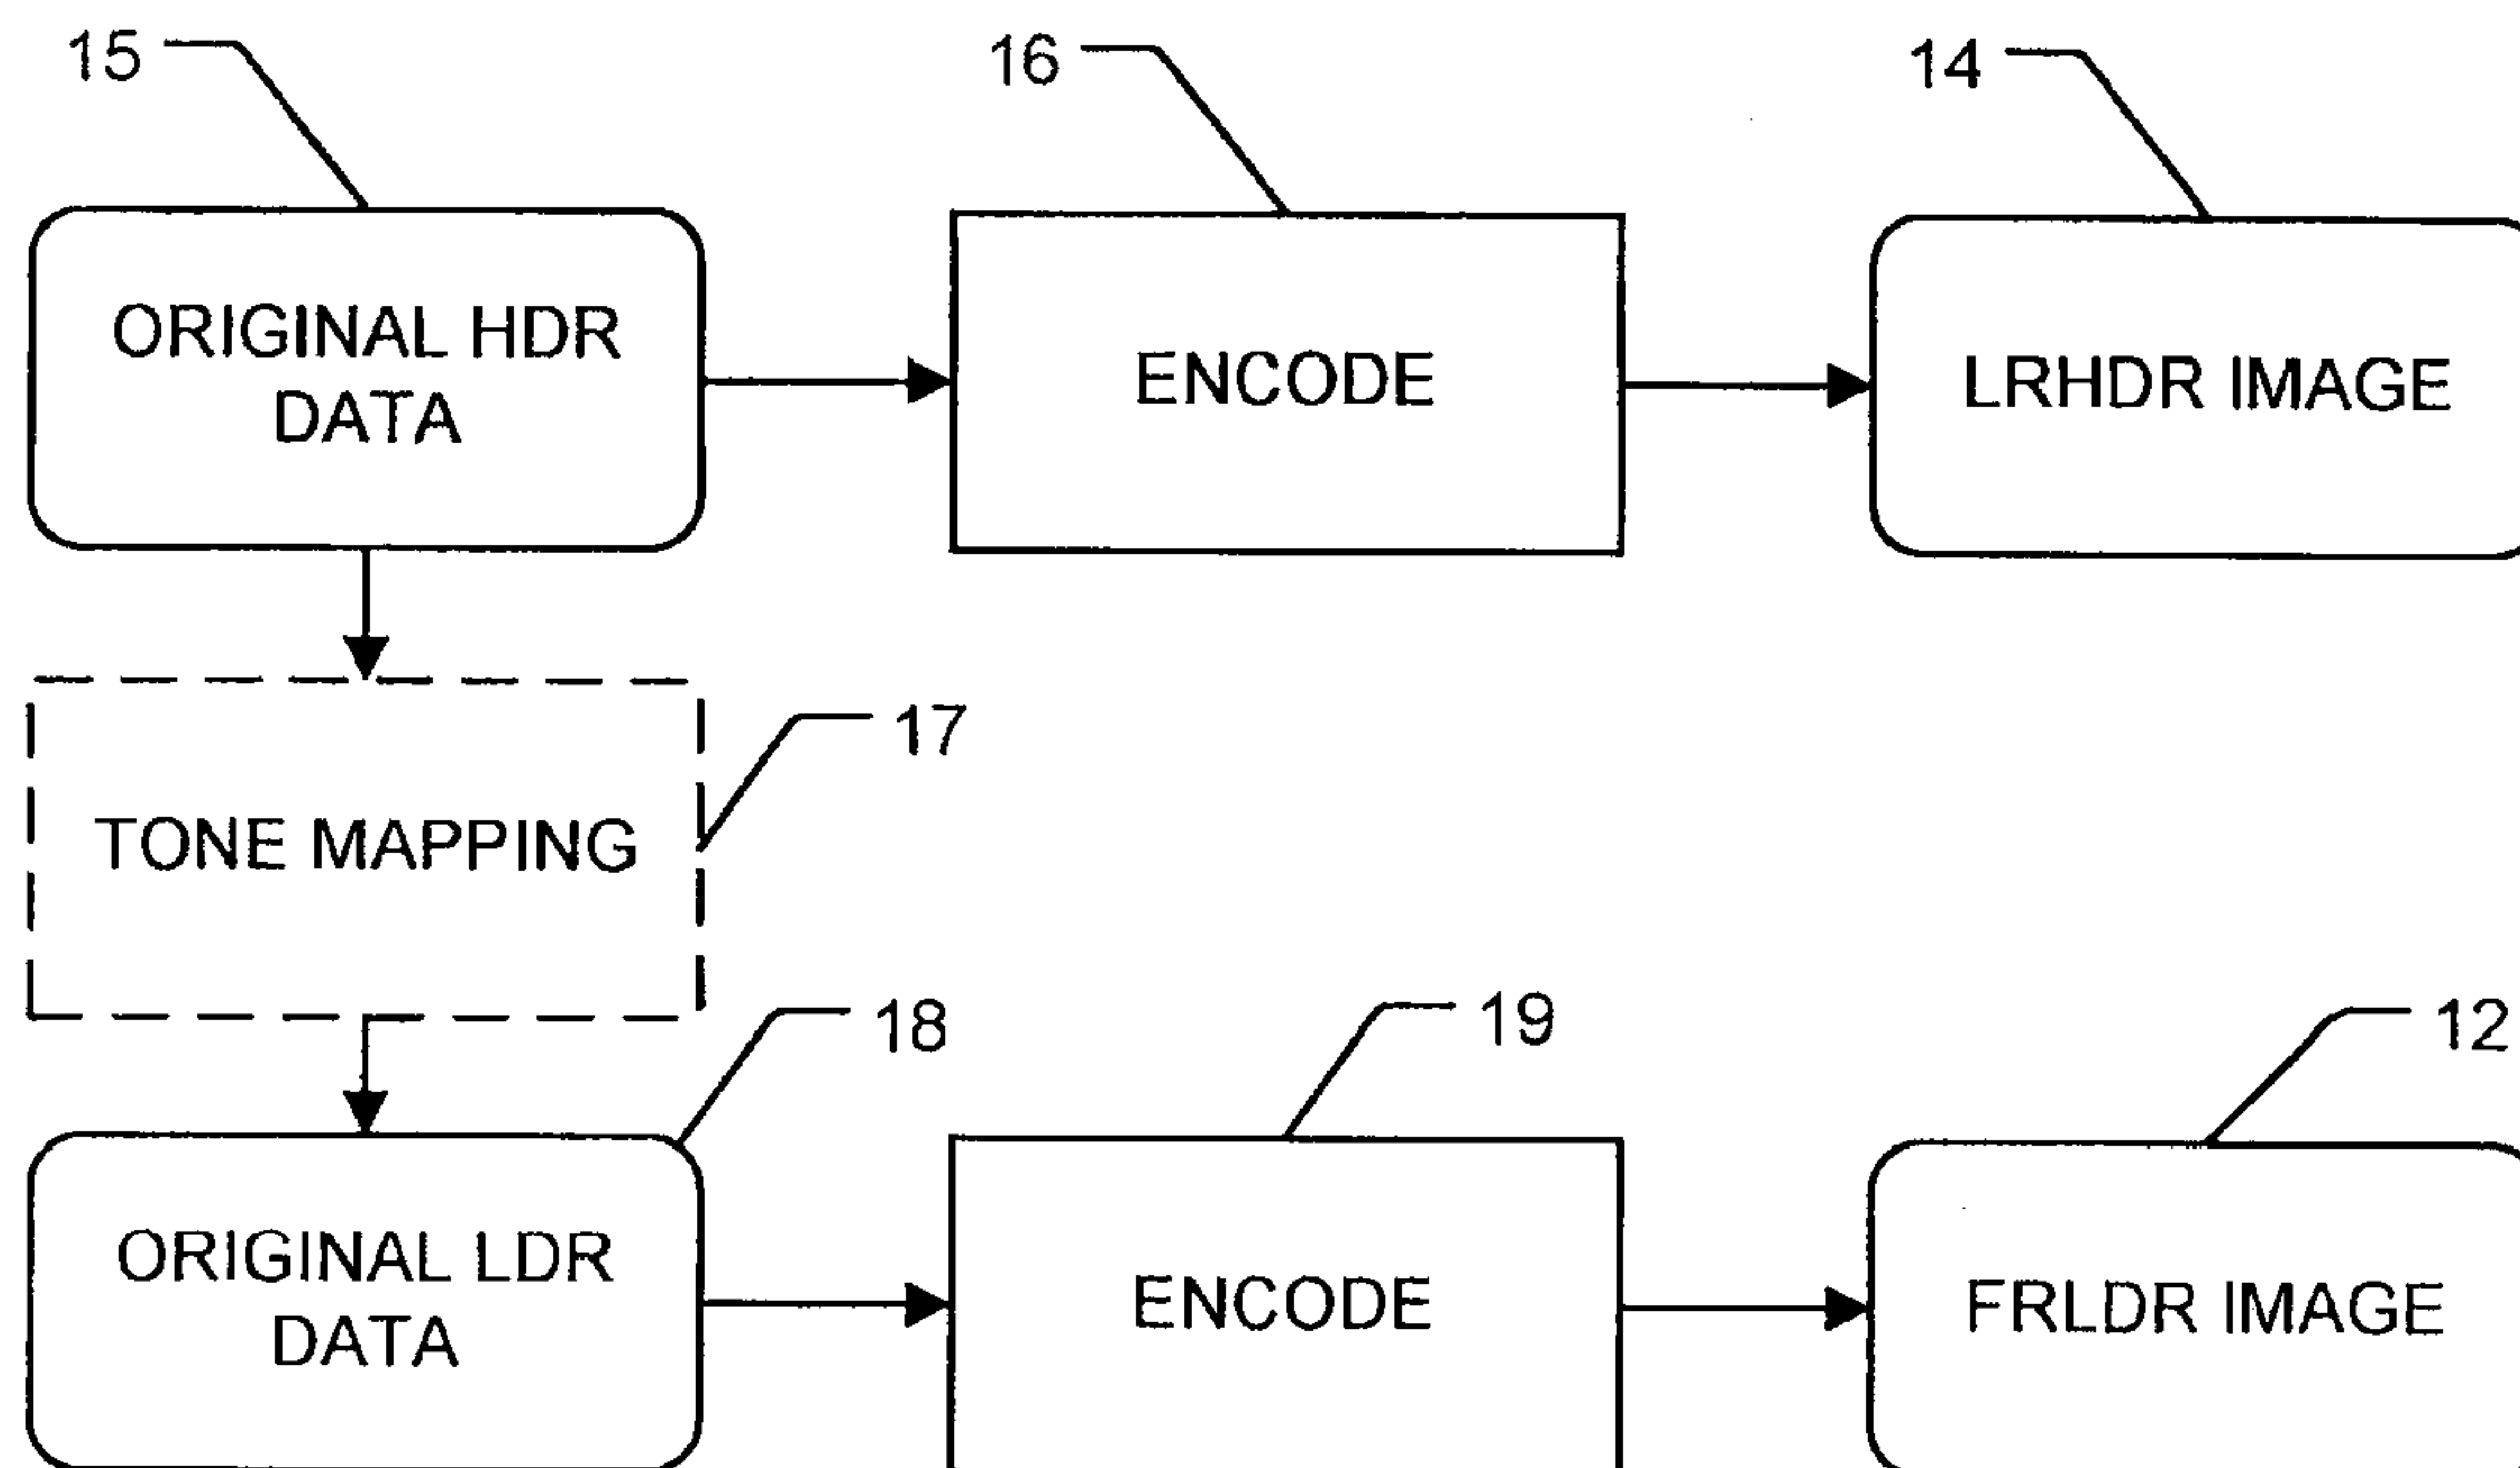 15
16
14
ORIGINAL HDR
DATA
ENCODE
LRHDR IMAGE
17
TONE MAPPING
18
19
12
ORIGINAL LDR
DATA
ENCODE
FRLDR IMAGE